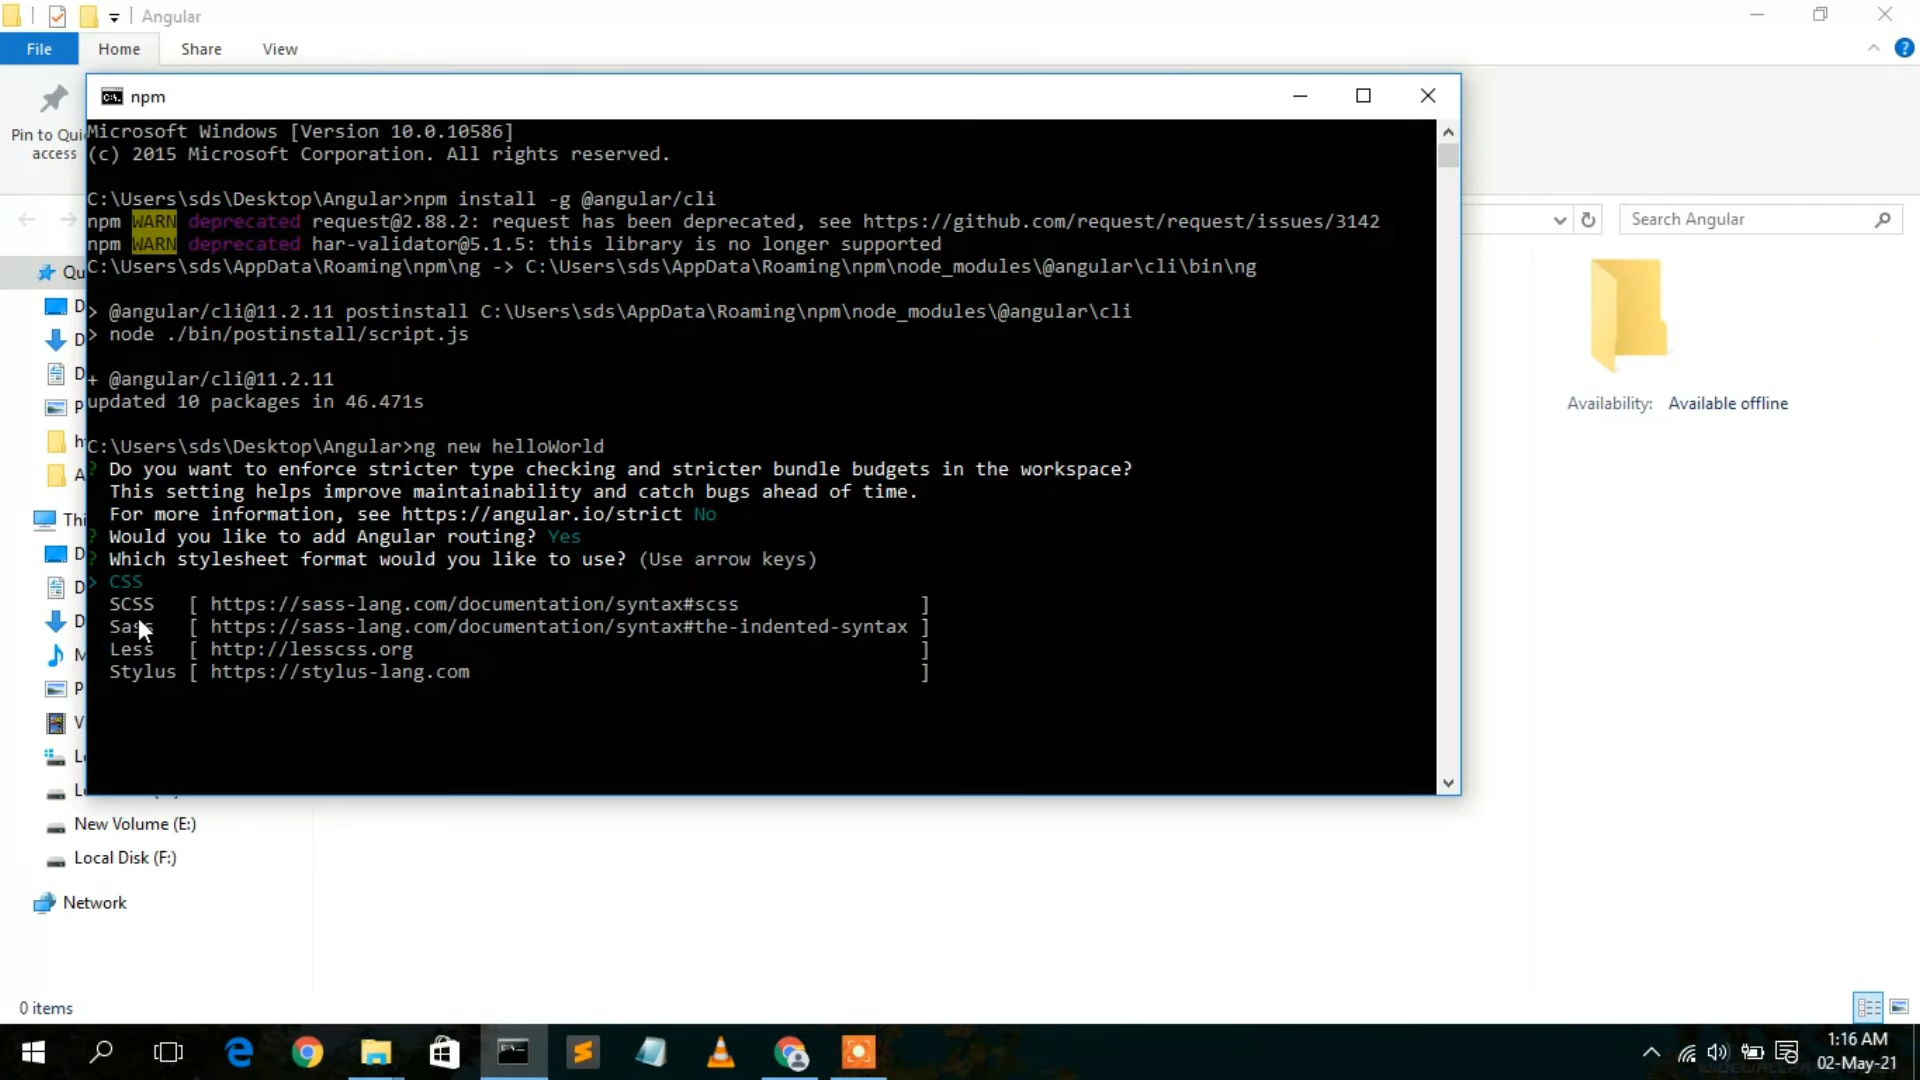 Angular
File Home Share View
npm
Pin to Qui
access
Microsoft Windows [Version 10.0.10586]
(c) 2015 Microsoft Corporation. All rights reserved.
C:\Users\sds\Desktop\Angular>npm install -g @angular/cli
npm WARN deprecated request@2.88.2: request has been deprecated, see https://github.com/request/request/issues/3142
npm WARN deprecated har-validator@5.1.5: this library is no longer supported
C:\Users\sds\AppData\Roaming\npm\ng -> C:\Users\sds\AppData\Roaming\npm\node_modules\@angular\cli\bin\ng
> @angular/cli@11.2.11 postinstall C:\Users\sds\AppData\Roaming\npm\node_modules\@angular\cli
> node ./bin/postinstall/script.js
+ @angular/cli@11.2.11
updated 10 packages in 46.471s
C:\Users\sds\Desktop\Angular>ng new helloWorld
? Do you want to enforce stricter type checking and stricter bundle budgets in the workspace?
This setting helps improve maintainability and catch bugs ahead of time.
For more information, see https://angular.io/strict No
? Would you like to add Angular routing? Yes
? Which stylesheet format would you like to use? (Use arrow keys)
> CSS
SCSS [ https://sass-lang.com/documentation/syntax#scss ]
Sass [ https://sass-lang.com/documentation/syntax#the-indented-syntax ]
Less [ http://lesscss.org ]
Stylus [ https://stylus-lang.com ]
Search Angular
Availability: Available offline
Qu
D
D
D
P
h
A
Thi
D
D
D
M
P
V
L
L
New Volume (E:)
Local Disk (F:)
Network
0 items
1:16 AM
02-May-21